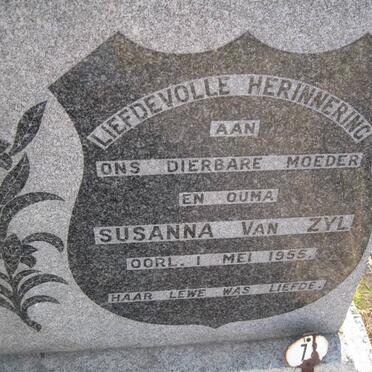 LIEFDEVOLLE HERINNERING
AAN
ONS DIERBARE MOEDER
EN OUMA
SUSANNA VAN ZYL
OORL. 1 MEI 1955.
HAAR LEWE WAS LIEFDE.